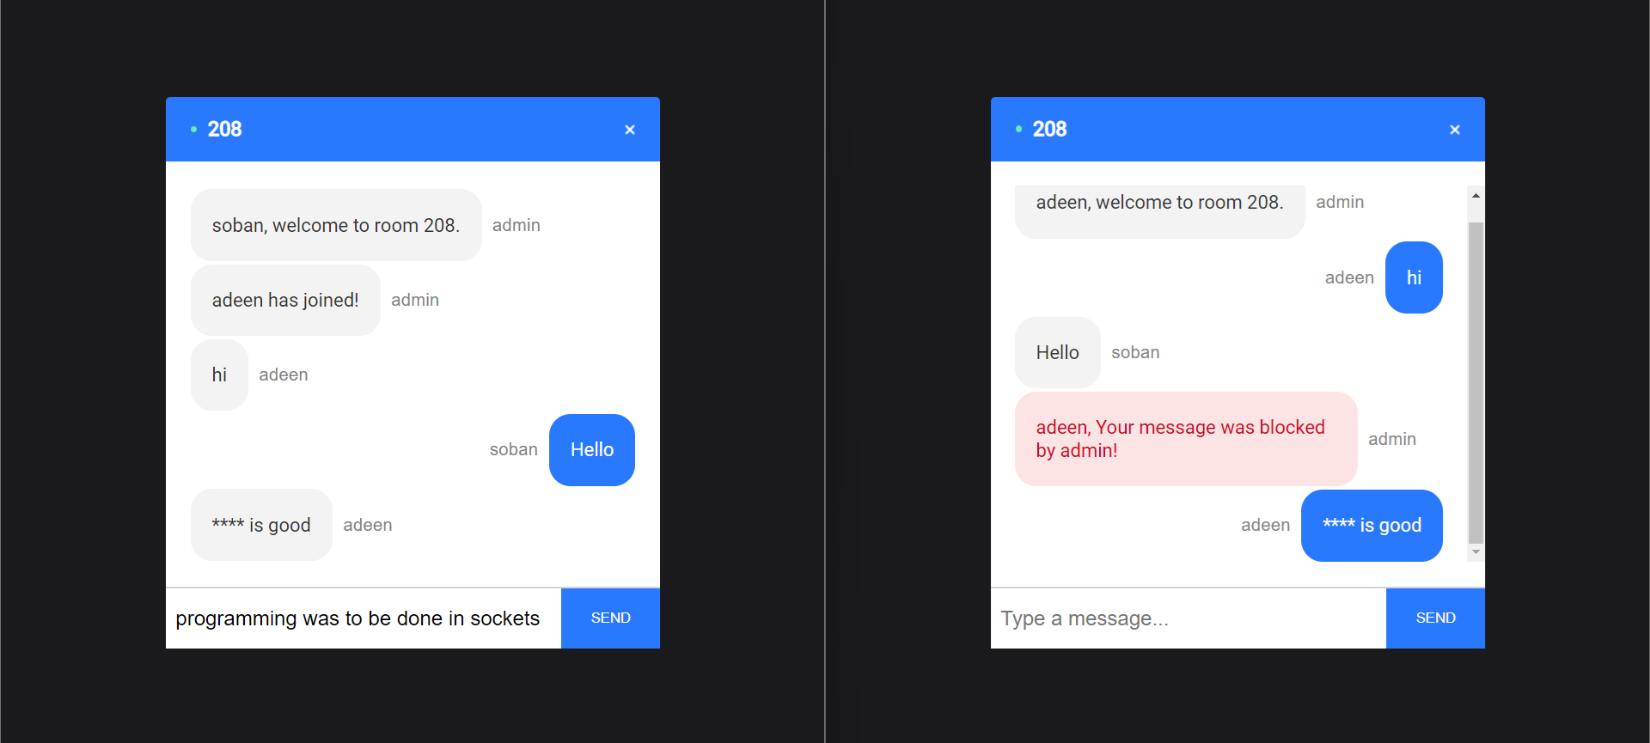 208
×
soban, welcome to room 208.
admin
adeen has joined!
admin
hi
adeen
soban
Hello
**** is good
adeen
programming was to be done in sockets
SEND
208
×
adeen, welcome to room 208.
admin
adeen
hi
Hello
soban
adeen, Your message was blocked
by admin!
admin
adeen
**** is good
Type a message...
SEND